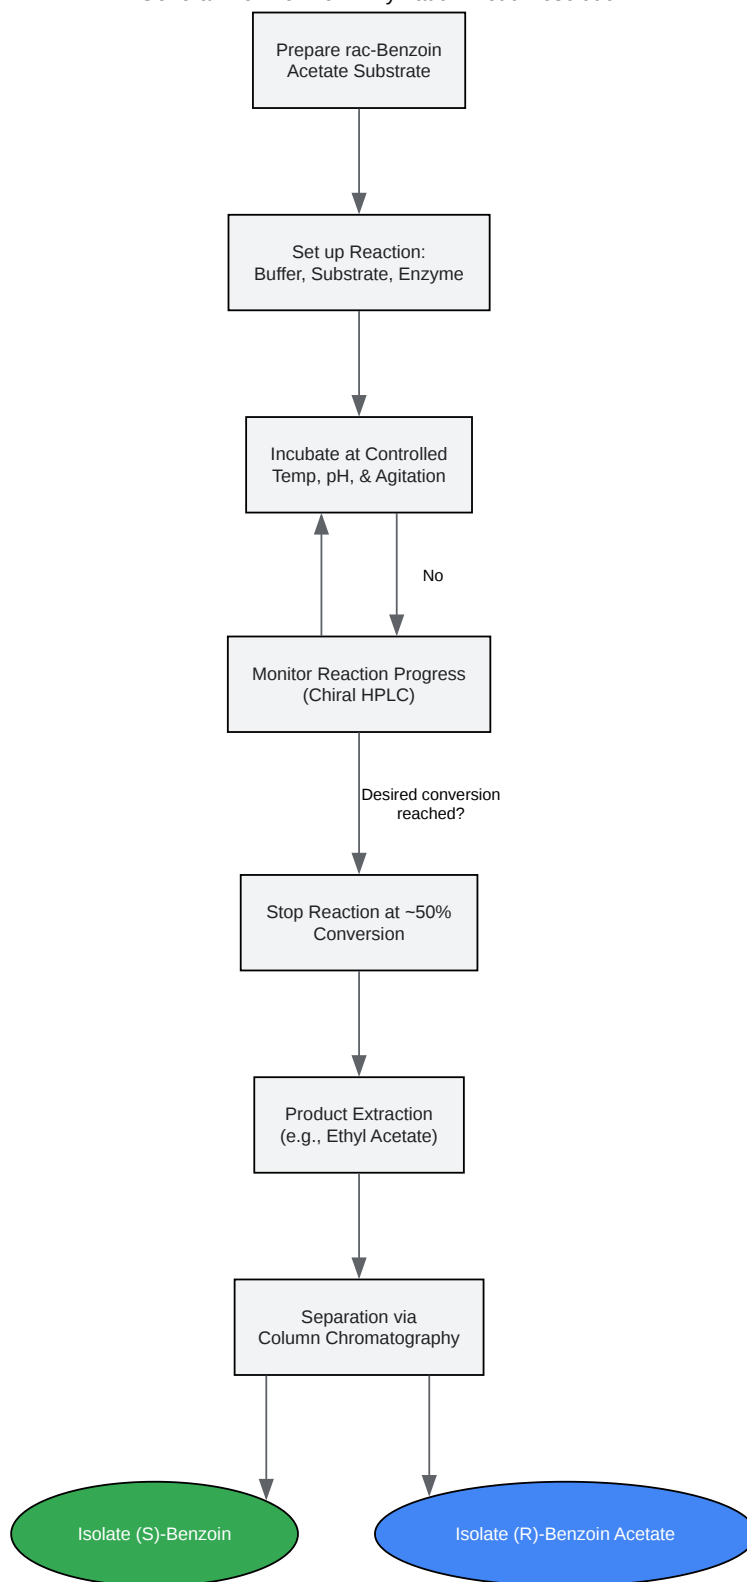 Prepare rac-Benzoin
Acetate Substrate
Set up Reaction:
Buffer, Substrate, Enzyme
Incubate at Controlled
Temp, pH, & Agitation
No
Monitor Reaction Progress
(Chiral HPLC)
Desired conversion
reached?
Stop Reaction at ~50%
Conversion
Product Extraction
(e.g., Ethyl Acetate)
Separation via
Column Chromatography
Isolate (S)-Benzoin
Isolate (R)-Benzoin Acetate